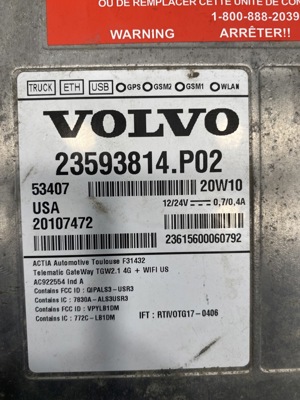 OU DE REMPLACER CETTE UNITE DE CON
1-800-888-2039
WARNING ARRÊTER!!
TRUCK ETH USB GPS GSM2 GSM1 WLAN
VOLVO
23593814.P02
53407 20W10
USA 12/24V 0,7/0,4A
20107472
23615600060792
ACTIA Automotive Toulouse F31432
Telematic GateWay TGW2.1 4G + WIFI US
AC922554 Ind A
Contains FCC ID : QIPALS3-USR3
Contains IC : 7830A-ALS3USR3
Contains FCC ID : VPYLB1DM
Contains IC : 772C-LB1DM
IFT : RTIVOTG17-0406